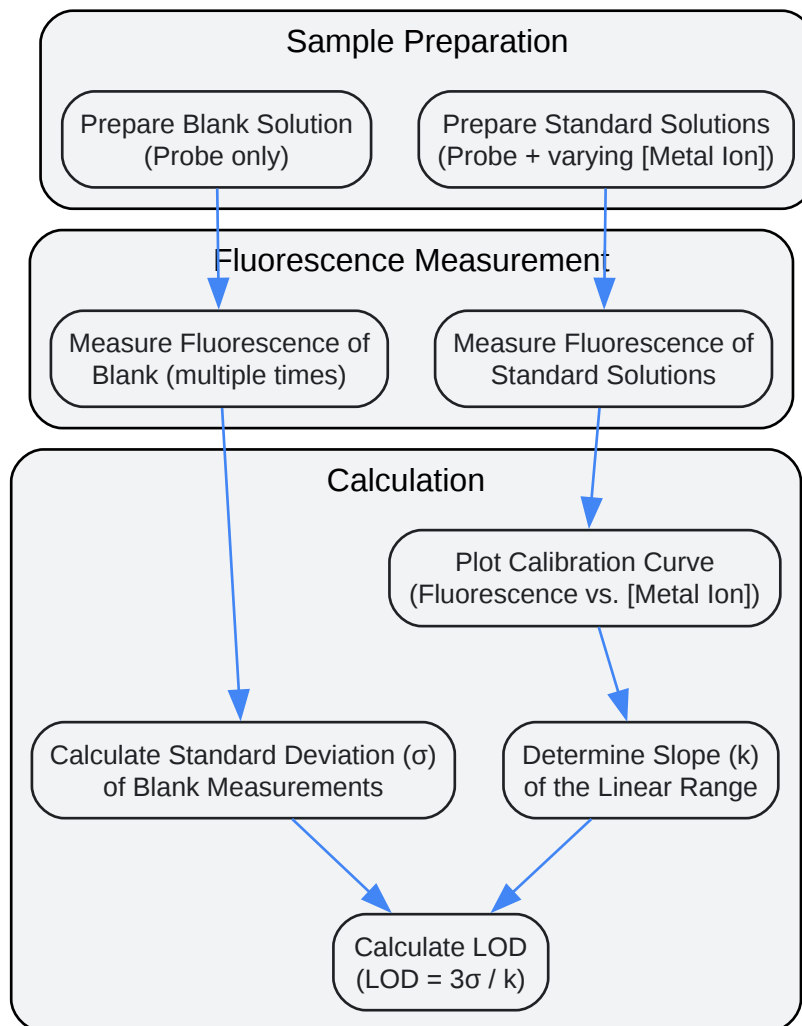 Sample Preparation
Prepare Blank Solution
(Probe only)
Prepare Standard Solutions
(Probe + varying [Metal Ion])
Fluorescence Measurement
Measure Fluorescence of
Blank (multiple times)
Measure Fluorescence of
Standard Solutions
Calculation
Plot Calibration Curve
(Fluorescence vs. [Metal Ion])
Calculate Standard Deviation (σ)
of Blank Measurements
Determine Slope (k)
of the Linear Range
Calculate LOD
(LOD = 3σ / k)